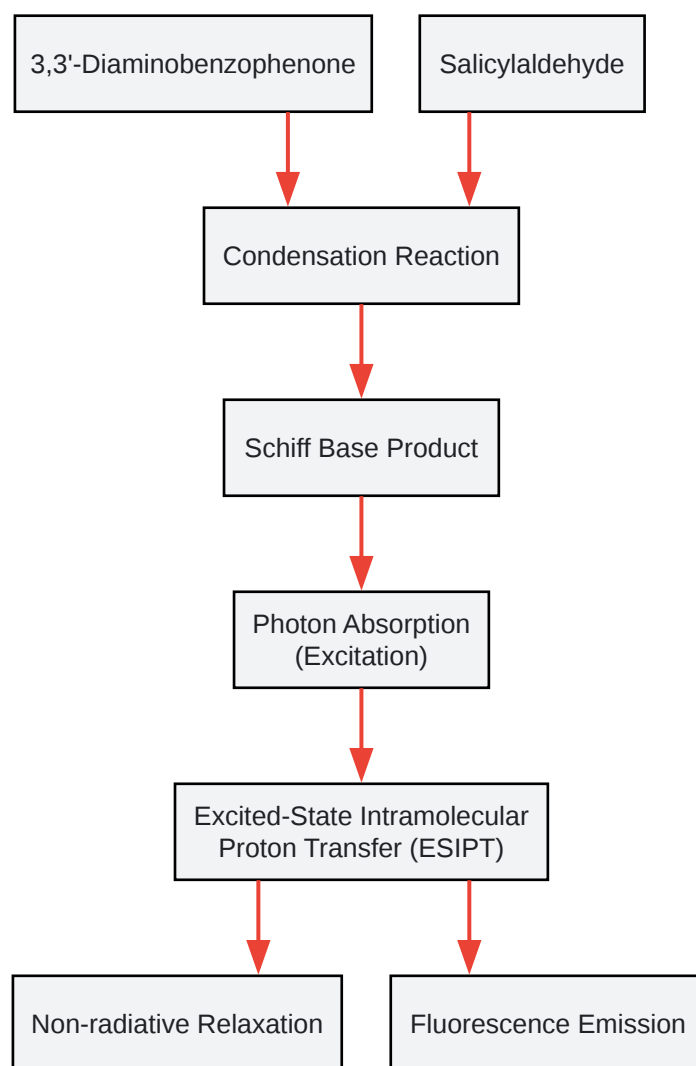 3,3'-Diaminobenzophenone
Salicylaldehyde
Condensation Reaction
Schiff Base Product
Photon Absorption
(Excitation)
Excited-State Intramolecular
Proton Transfer (ESIPT)
Non-radiative Relaxation
Fluorescence Emission